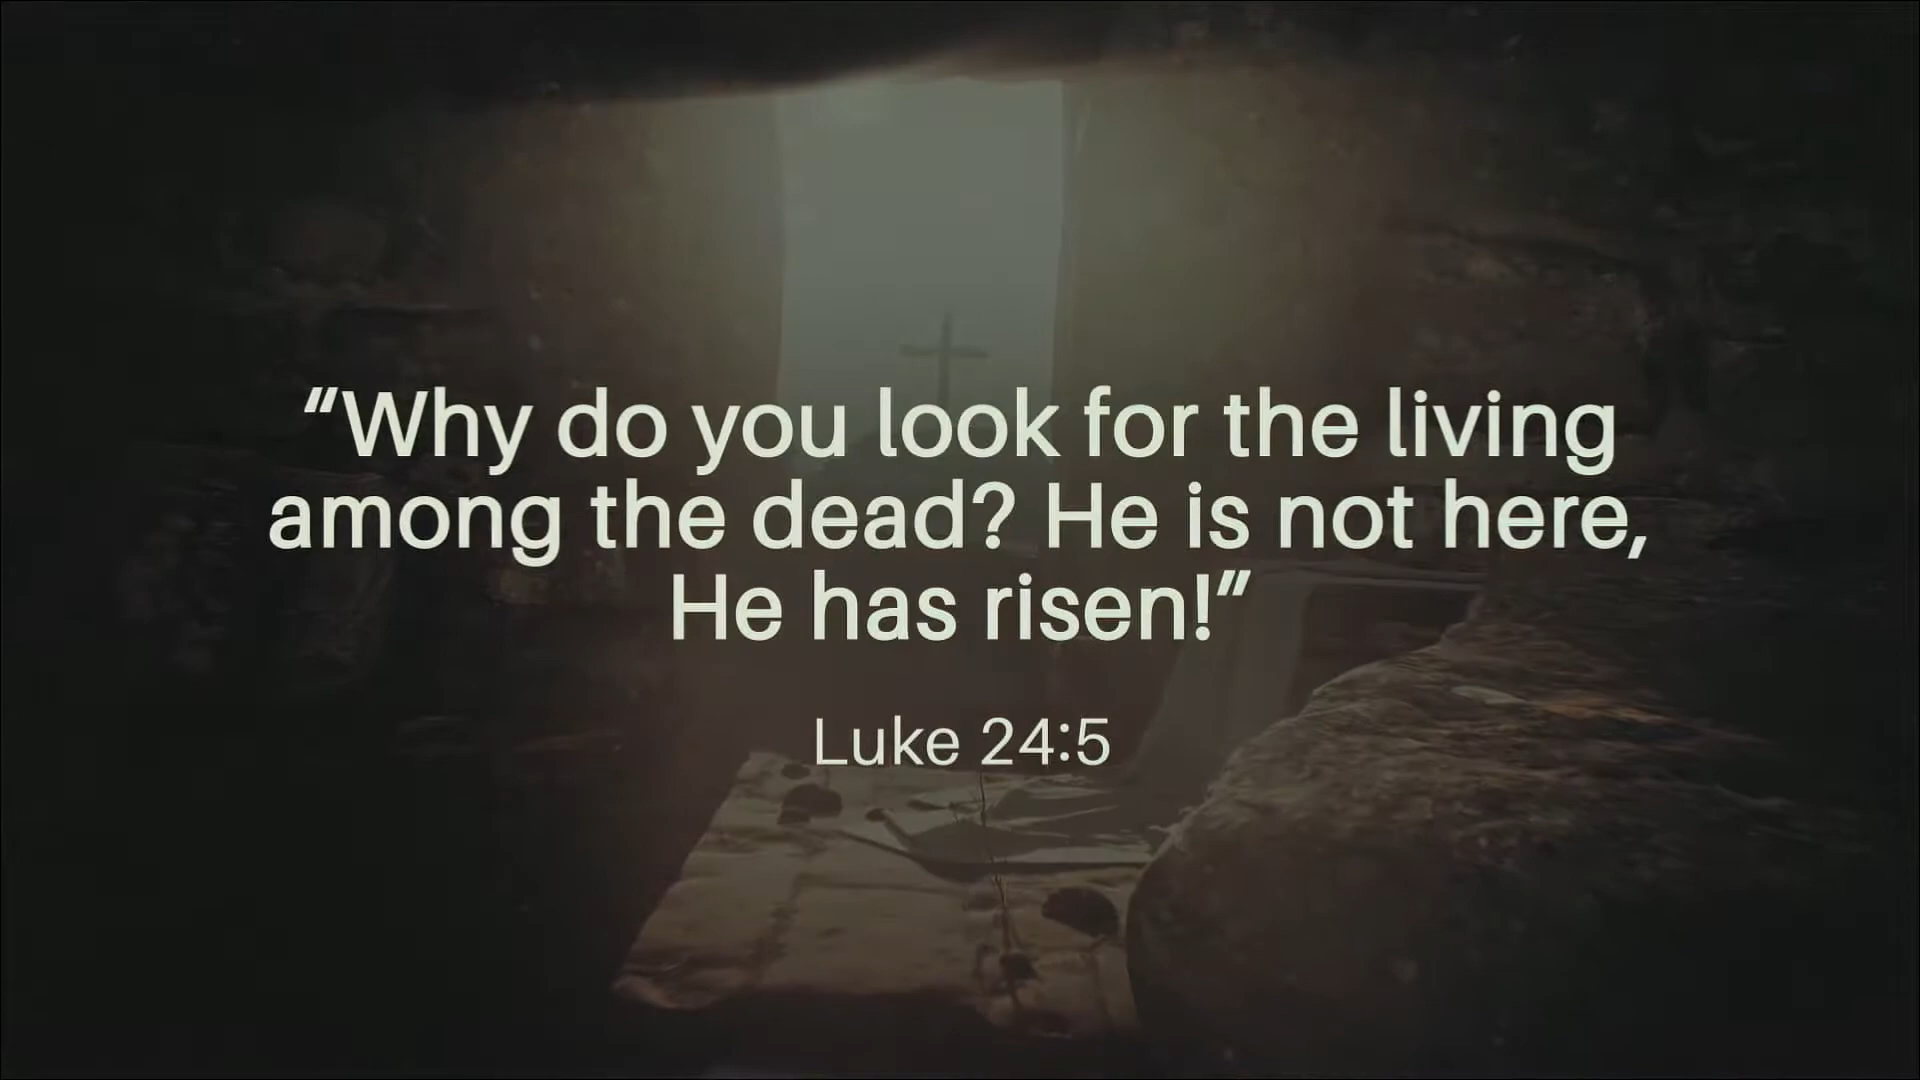 “Why do you look for the living
among the dead? He is not here,
He has risen!”
Luke 24:5